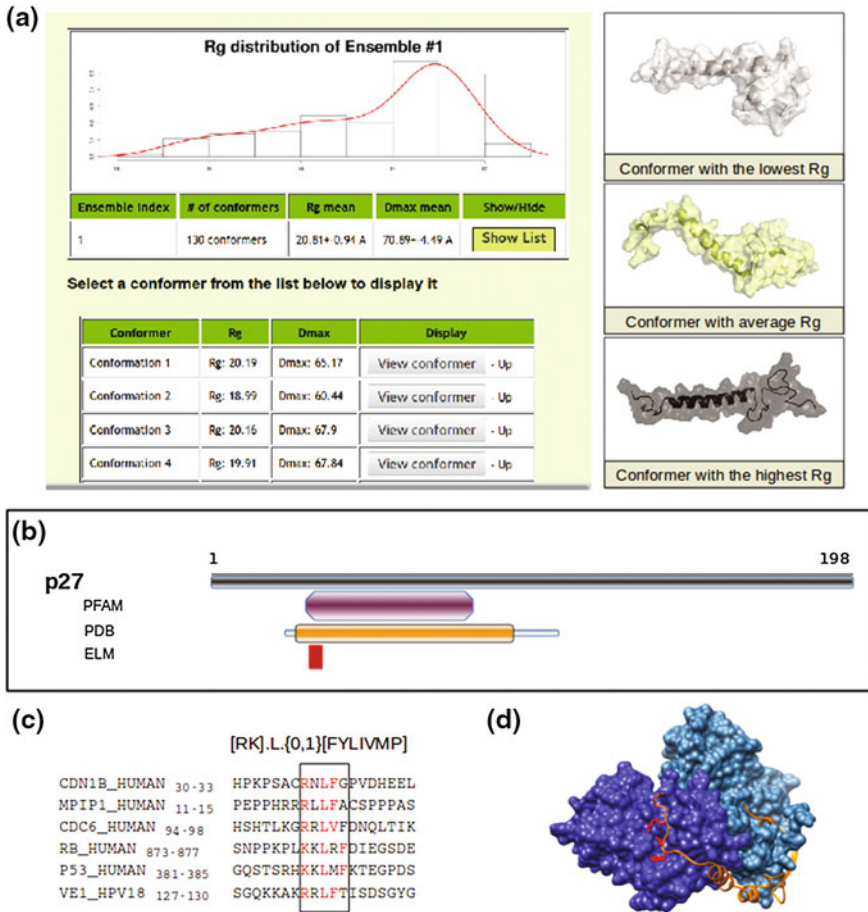 (a)
Rg distribution of Ensemble #1
Ensemble Index # of conformers Rg mean Dmax mean Show/Hide
1 130 conformers 20.81+-0.94 A 70.89+-4.49 A Show List
Select a conformer from the list below to display it
Conformer Rg Dmax Display
Conformation 1 Rg: 20.19 Dmax: 65.17 View conformer - Up
Conformation 2 Rg: 18.99 Dmax: 60.44 View conformer - Up
Conformation 3 Rg: 20.16 Dmax: 67.9 View conformer - Up
Conformation 4 Rg: 19.91 Dmax: 67.84 View conformer - Up
Conformer with the lowest Rg
Conformer with average Rg
Conformer with the highest Rg
(b)
1 198
p27
PFAM
PDB
ELM
(c)
[RK].L.{0,1}[FYLIVMP]
CDN1B_HUMAN 30-33 HPKPSACRNLFGPVDHEEL
MPIP1_HUMAN 11-15 PEPPHRRRLLFACSPPPAS
CDC6_HUMAN 94-98 HSHTLKGRRLVFDNQLTIK
RB_HUMAN 873-877 SNPPKPLKKLRFDIEGSDE
P53_HUMAN 381-385 GQSTSRHKKLMFKTEGPDS
VE1_HPV18 127-130 SGQKKAKRRLFTISDSGYG
(d)